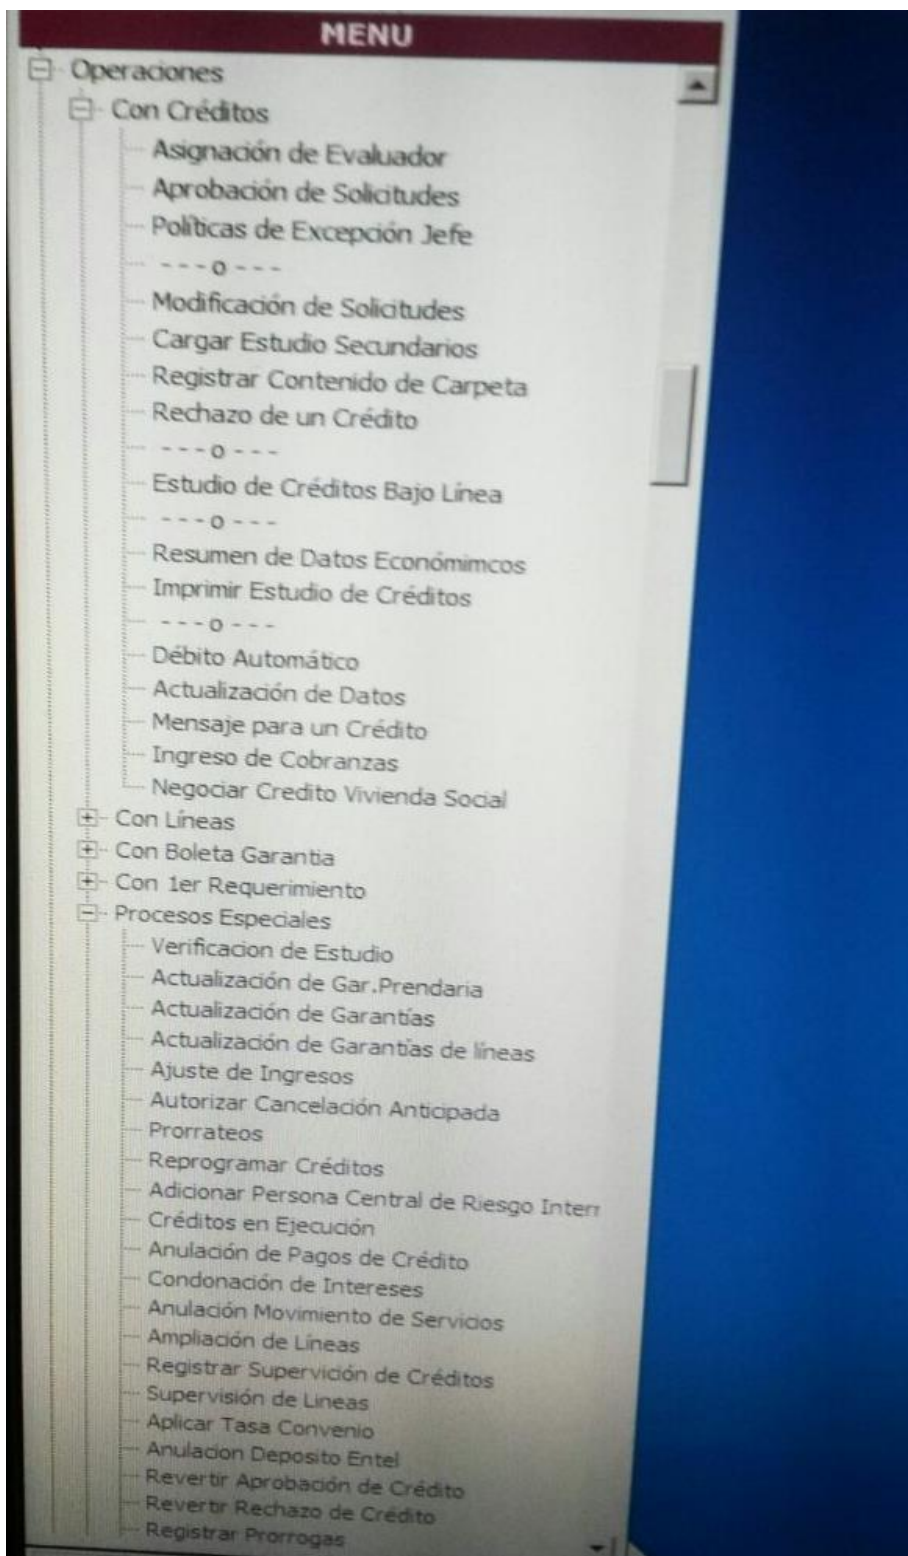 MENU
Operaciones
Con Créditos
Asignación de Evaluador
Aprobación de Solicitudes
Políticas de Excepción Jefe
---o---
Modificación de Solicitudes
Cargar Estudio Secundarios
Registrar Contenido de Carpeta
Rechazo de un Crédito
---o---
Estudio de Créditos Bajo Línea
---o---
Resumen de Datos Económimcos
Imprimir Estudio de Créditos
---o---
Débito Automático
Actualización de Datos
Mensaje para un Crédito
Ingreso de Cobranzas
Negociar Credito Vivienda Social
Con Líneas
Con Boleta Garantia
Con 1er Requerimiento
Procesos Especiales
Verificacion de Estudio
Actualización de Gar.Prendaria
Actualización de Garantías
Actualización de Garantías de líneas
Ajuste de Ingresos
Autorizar Cancelación Anticipada
Prorrateos
Reprogramar Créditos
Adicionar Persona Central de Riesgo Interr
Créditos en Ejecución
Anulación de Pagos de Crédito
Condonación de Intereses
Anulación Movimiento de Servicios
Ampliación de Líneas
Registrar Supervición de Créditos
Supervisión de Lineas
Aplicar Tasa Convenio
Anulacion Deposito Entel
Revertir Aprobación de Crédito
Revertir Rechazo de Crédito
Registrar Prorrogas